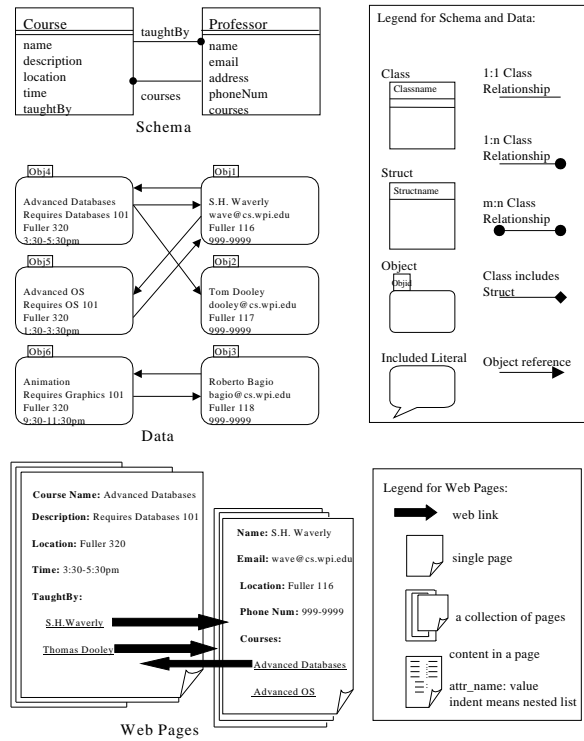 Course
name
description
location
time
taughtBy
taughtBy
courses
Professor
name
email
address
phoneNum
courses
Schema
Obj4
Advanced Databases
Requires Databases 101
Fuller 320
3:30-5:30pm
Obj1
S.H. Waverly
wave@cs.wpi.edu
Fuller 116
999-9999
Obj5
Advanced OS
Requires OS 101
Fuller 320
1:30-3:30pm
Obj2
Tom Dooley
dooley@cs.wpi.edu
Fuller 117
999-9999
Obj6
Animation
Requires Graphics 101
Fuller 320
9:30-11:30pm
Obj3
Roberto Bagio
bagio@cs.wpi.edu
Fuller 118
999-9999
Data
Legend for Schema and Data:
Class
Classname
1:1 Class
Relationship
1:n Class
Relationship
Struct
Structname
m:n Class
Relationship
Object
Objid
Class includes
Struct
Included Literal
Object reference
Course Name: Advanced Databases
Description: Requires Databases 101
Location: Fuller 320
Time: 3:30-5:30pm
TaughtBy:
S.H.Waverly
Thomas Dooley
Name: S.H. Waverly
Email: wave@cs.wpi.edu
Location: Fuller 116
Phone Num: 999-9999
Courses:
Advanced Databases
Advanced OS
Web Pages
Legend for Web Pages:
web link
single page
a collection of pages
content in a page
attr_name: value
indent means nested list